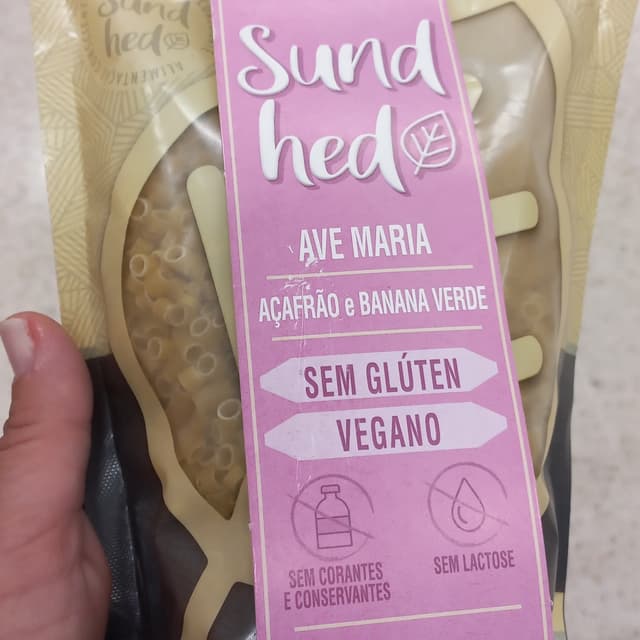 Sund
hed
Sund
hed
AVE MARIA
AÇAFRÃO e BANANA VERDE
SEM GLÚTEN
VEGANO
SEM CORANTES
E CONSERVANTES
SEM LACTOSE